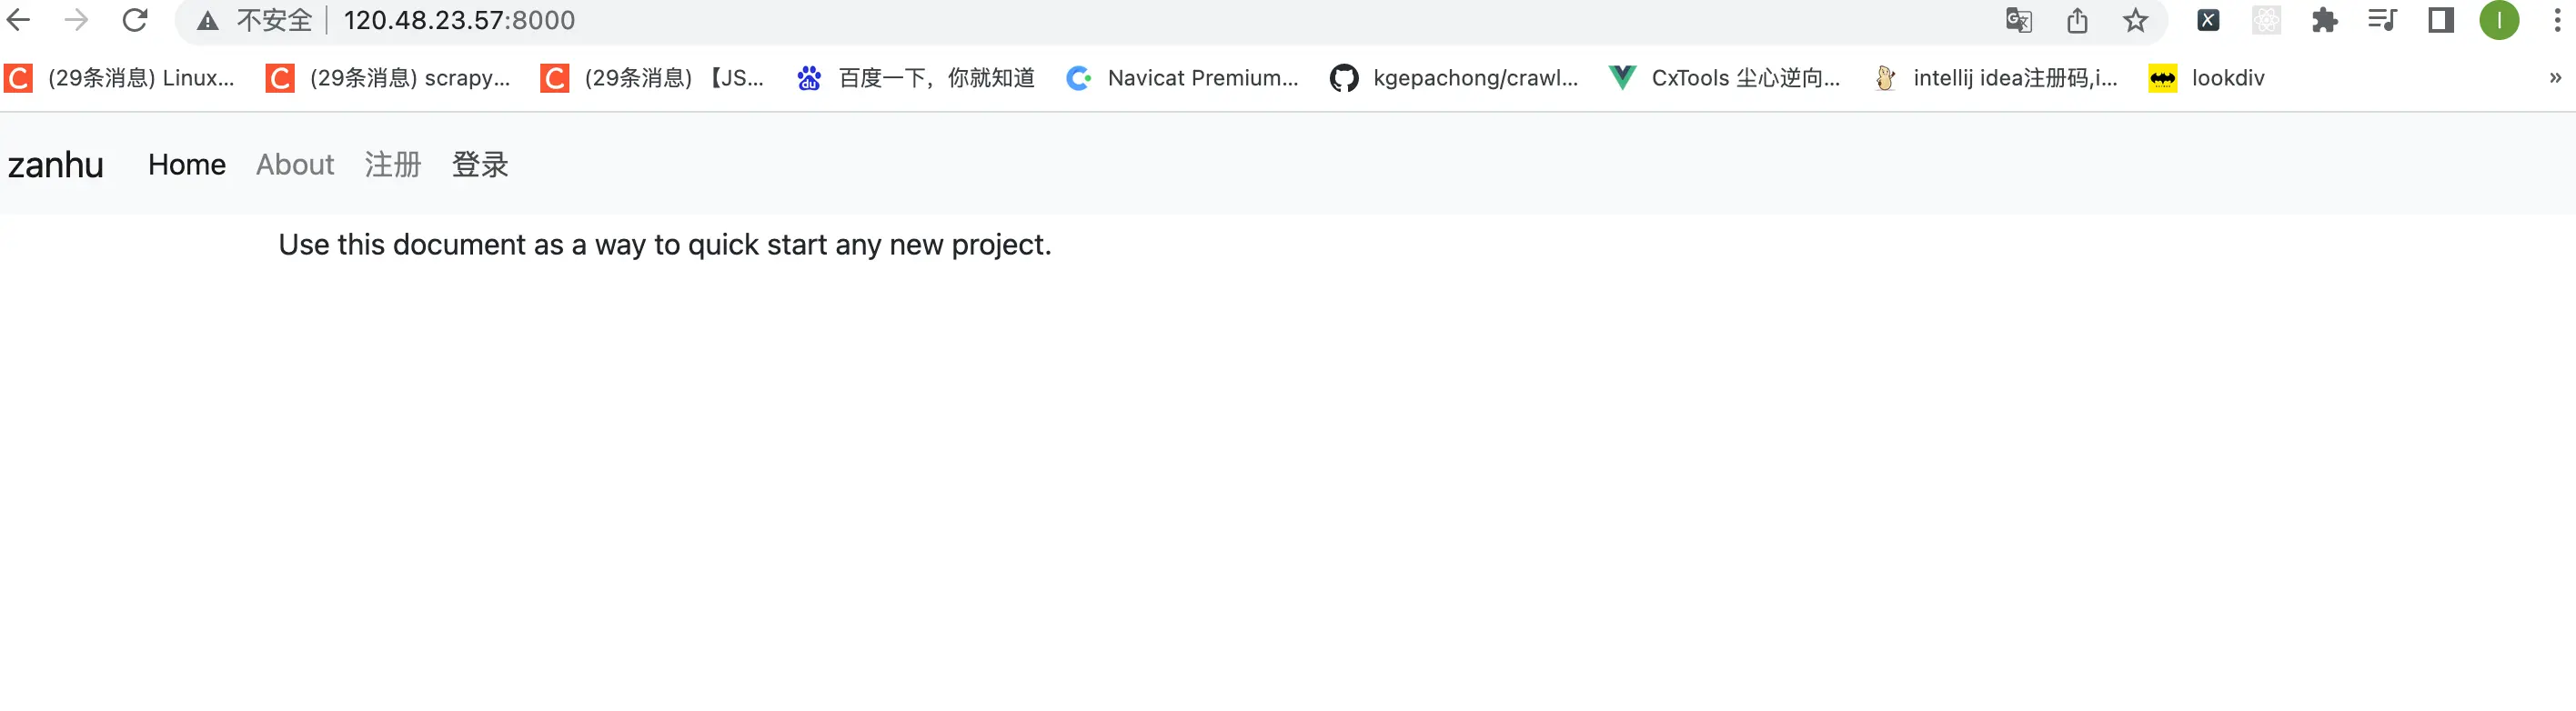 不安全 120.48.23.57:8000
(29条消息) Linux... (29条消息) scrapy... (29条消息) 【JS... 百度一下，你就知道 Navicat Premium... kgepachong/crawl... CxTools 尘心逆向... intellij idea注册码,i... lookdiv »
zanhu Home About 注册 登录
Use this document as a way to quick start any new project.